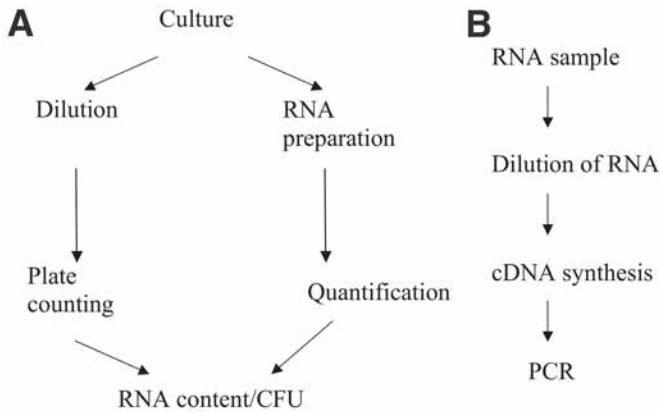 A
Culture
Dilution
RNA
preparation
Plate
counting
Quantification
RNA content/CFU
B
RNA sample
Dilution of RNA
cDNA synthesis
PCR